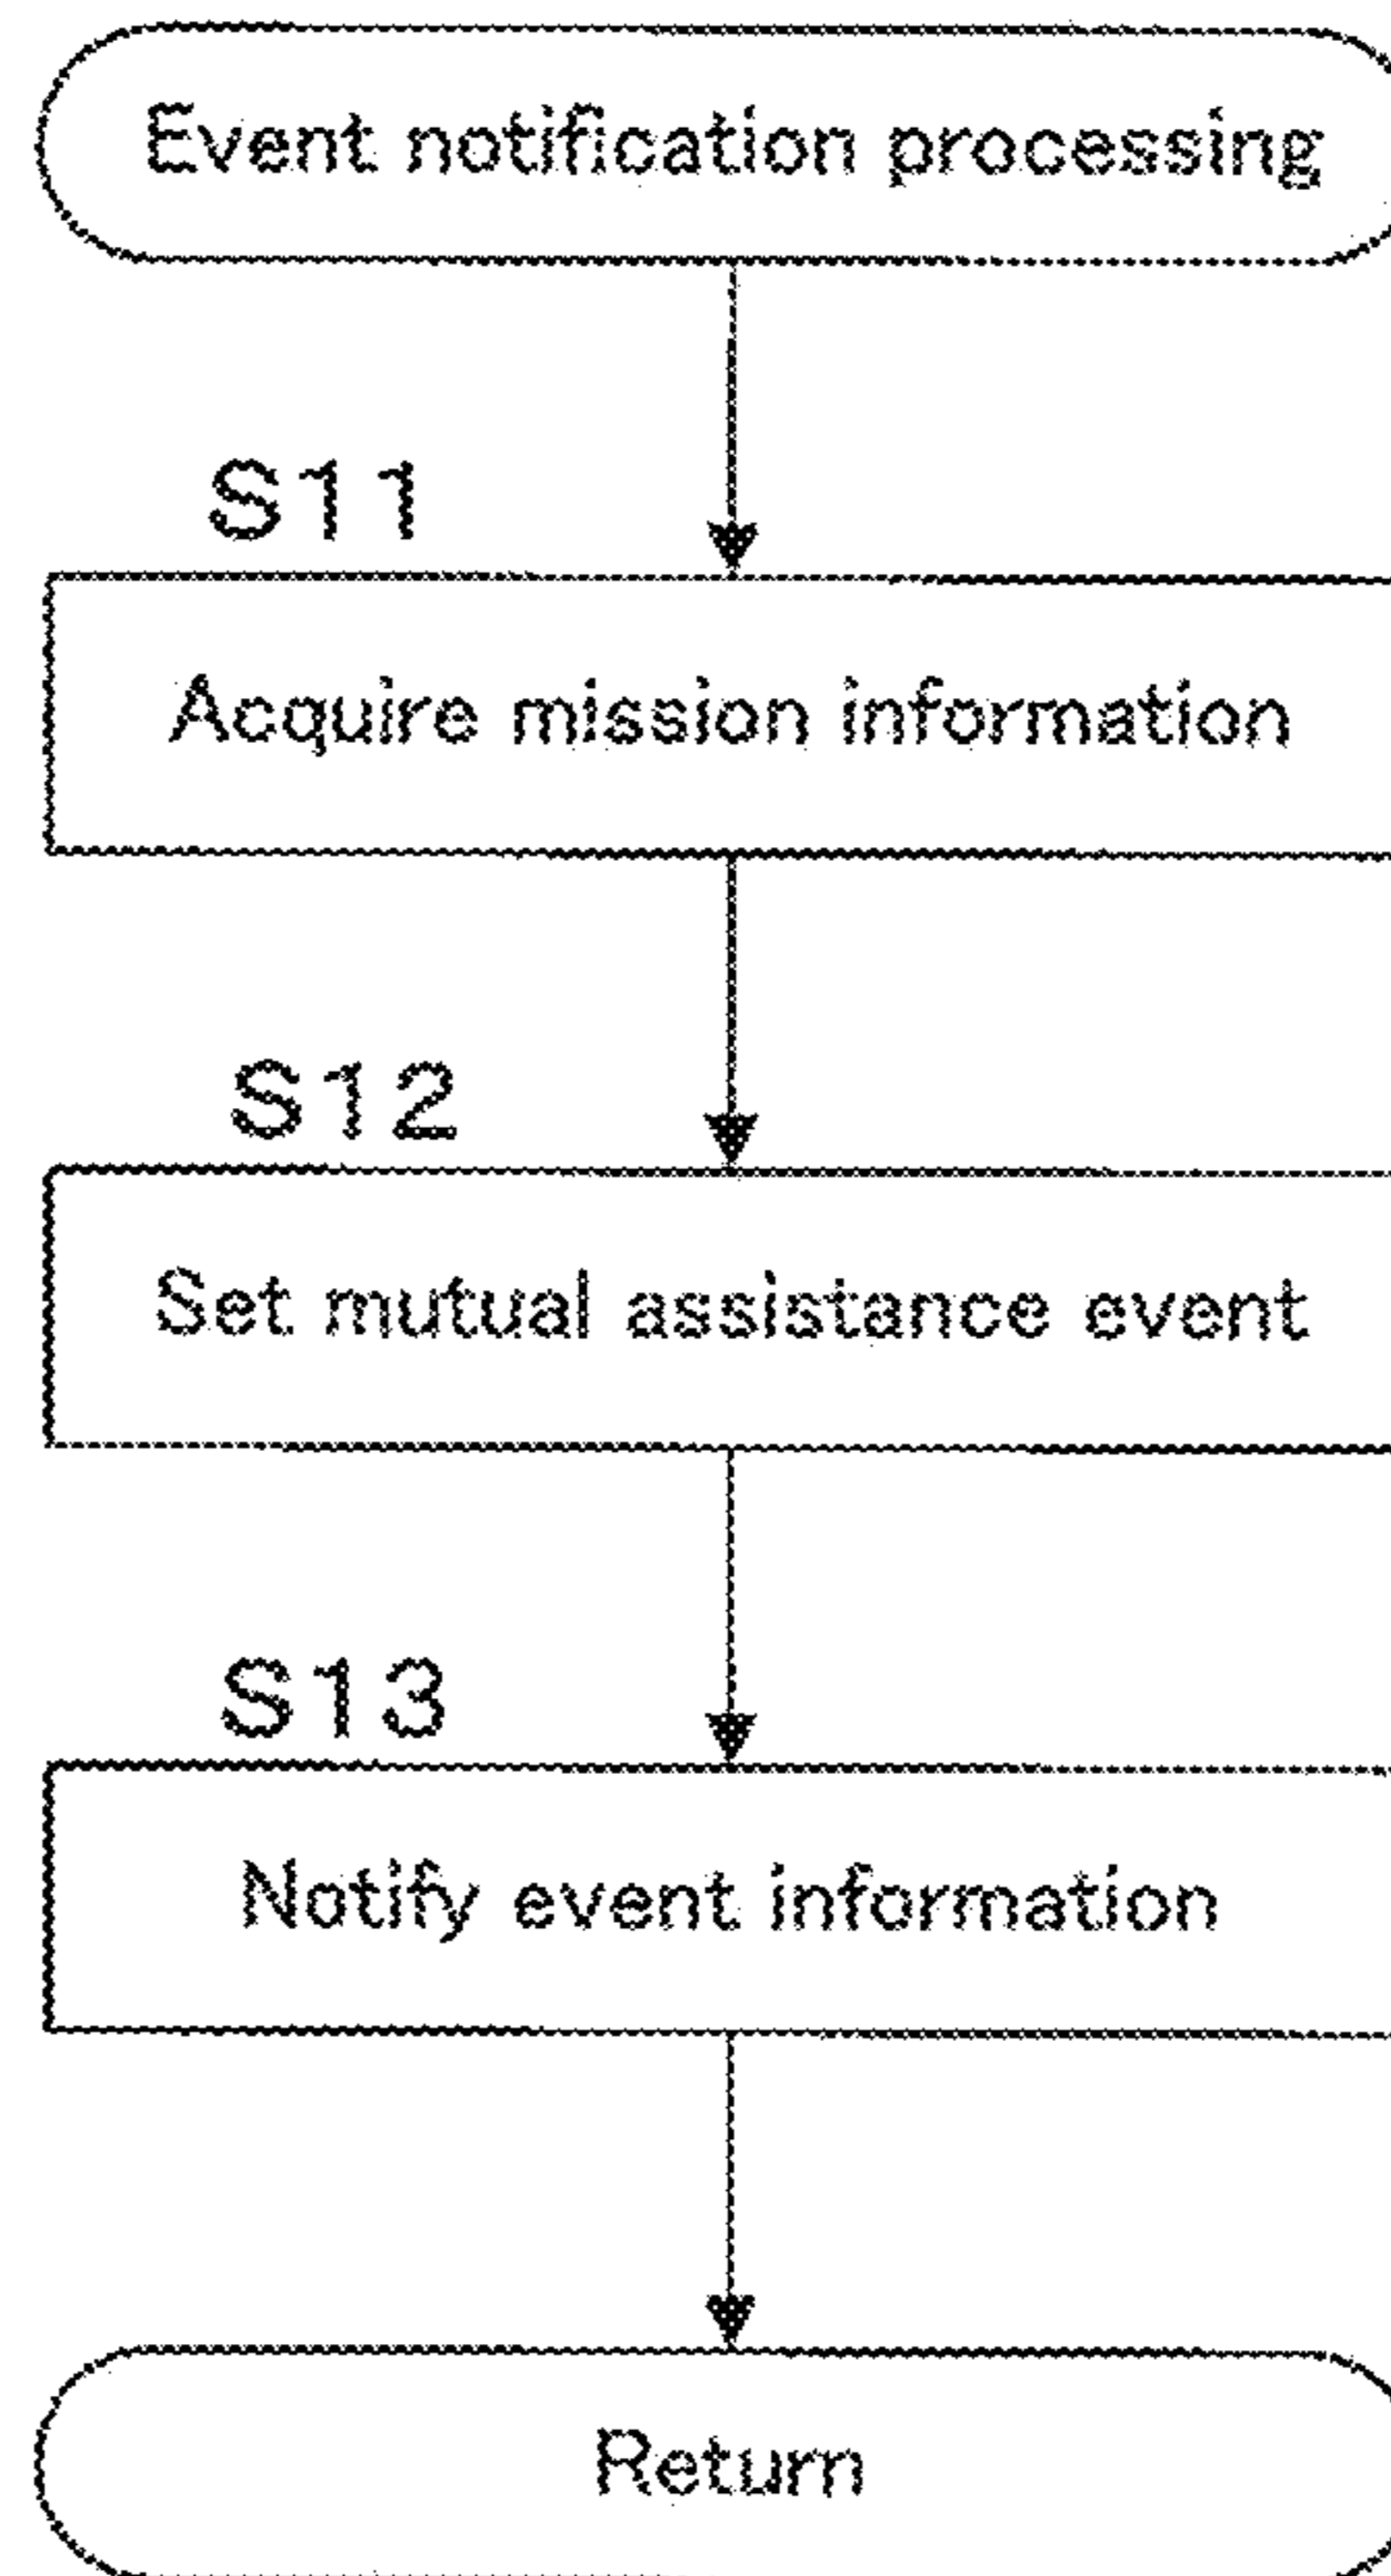 Event notification processing
S11
Acquire mission information
S12
Set mutual assistance event
S13
Notify event information
Return